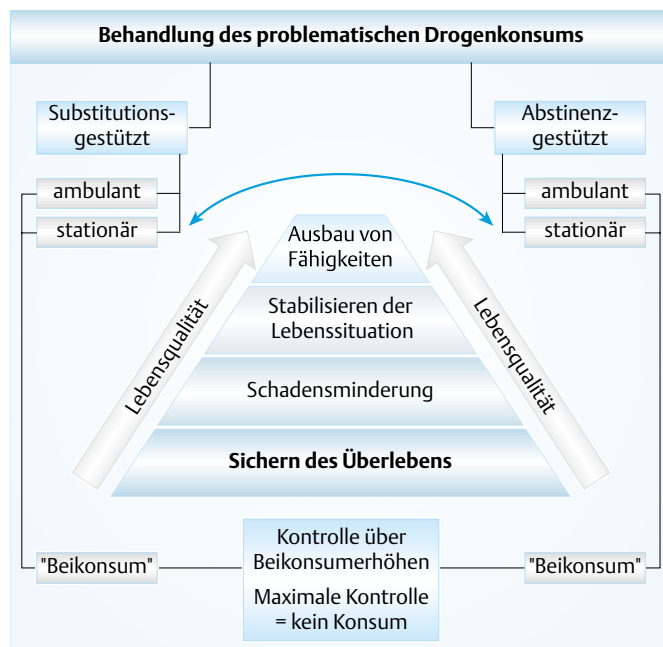 Behandlung des problematischen Drogenkonsums
Substitutions-
gestützt
Abstinenz-
gestützt
ambulant
ambulant
stationär
stationär
Ausbau von
Fähigkeiten
Stabilisieren der
Lebenssituation
Lebensqualität
Lebensqualität
Schadensminderung
Sichern des Überlebens
"Beikonsum"
Kontrolle über
Beikonsumerhöhen
Maximale Kontrolle
= kein Konsum
"Beikonsum"